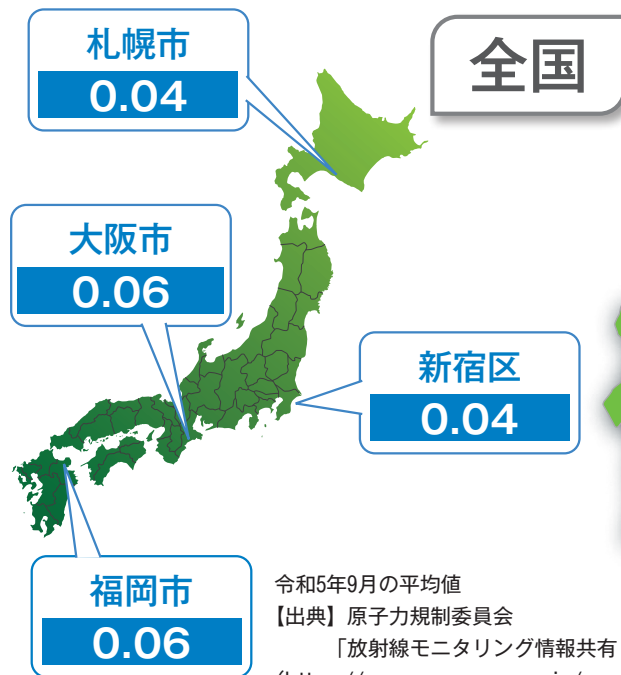 札幌市
0.04
全国
大阪市
0.06
新宿区
0.04
福岡市
0.06
令和5年9月の平均値
【出典】原子力規制委員会
「放射線モニタリング情報共有